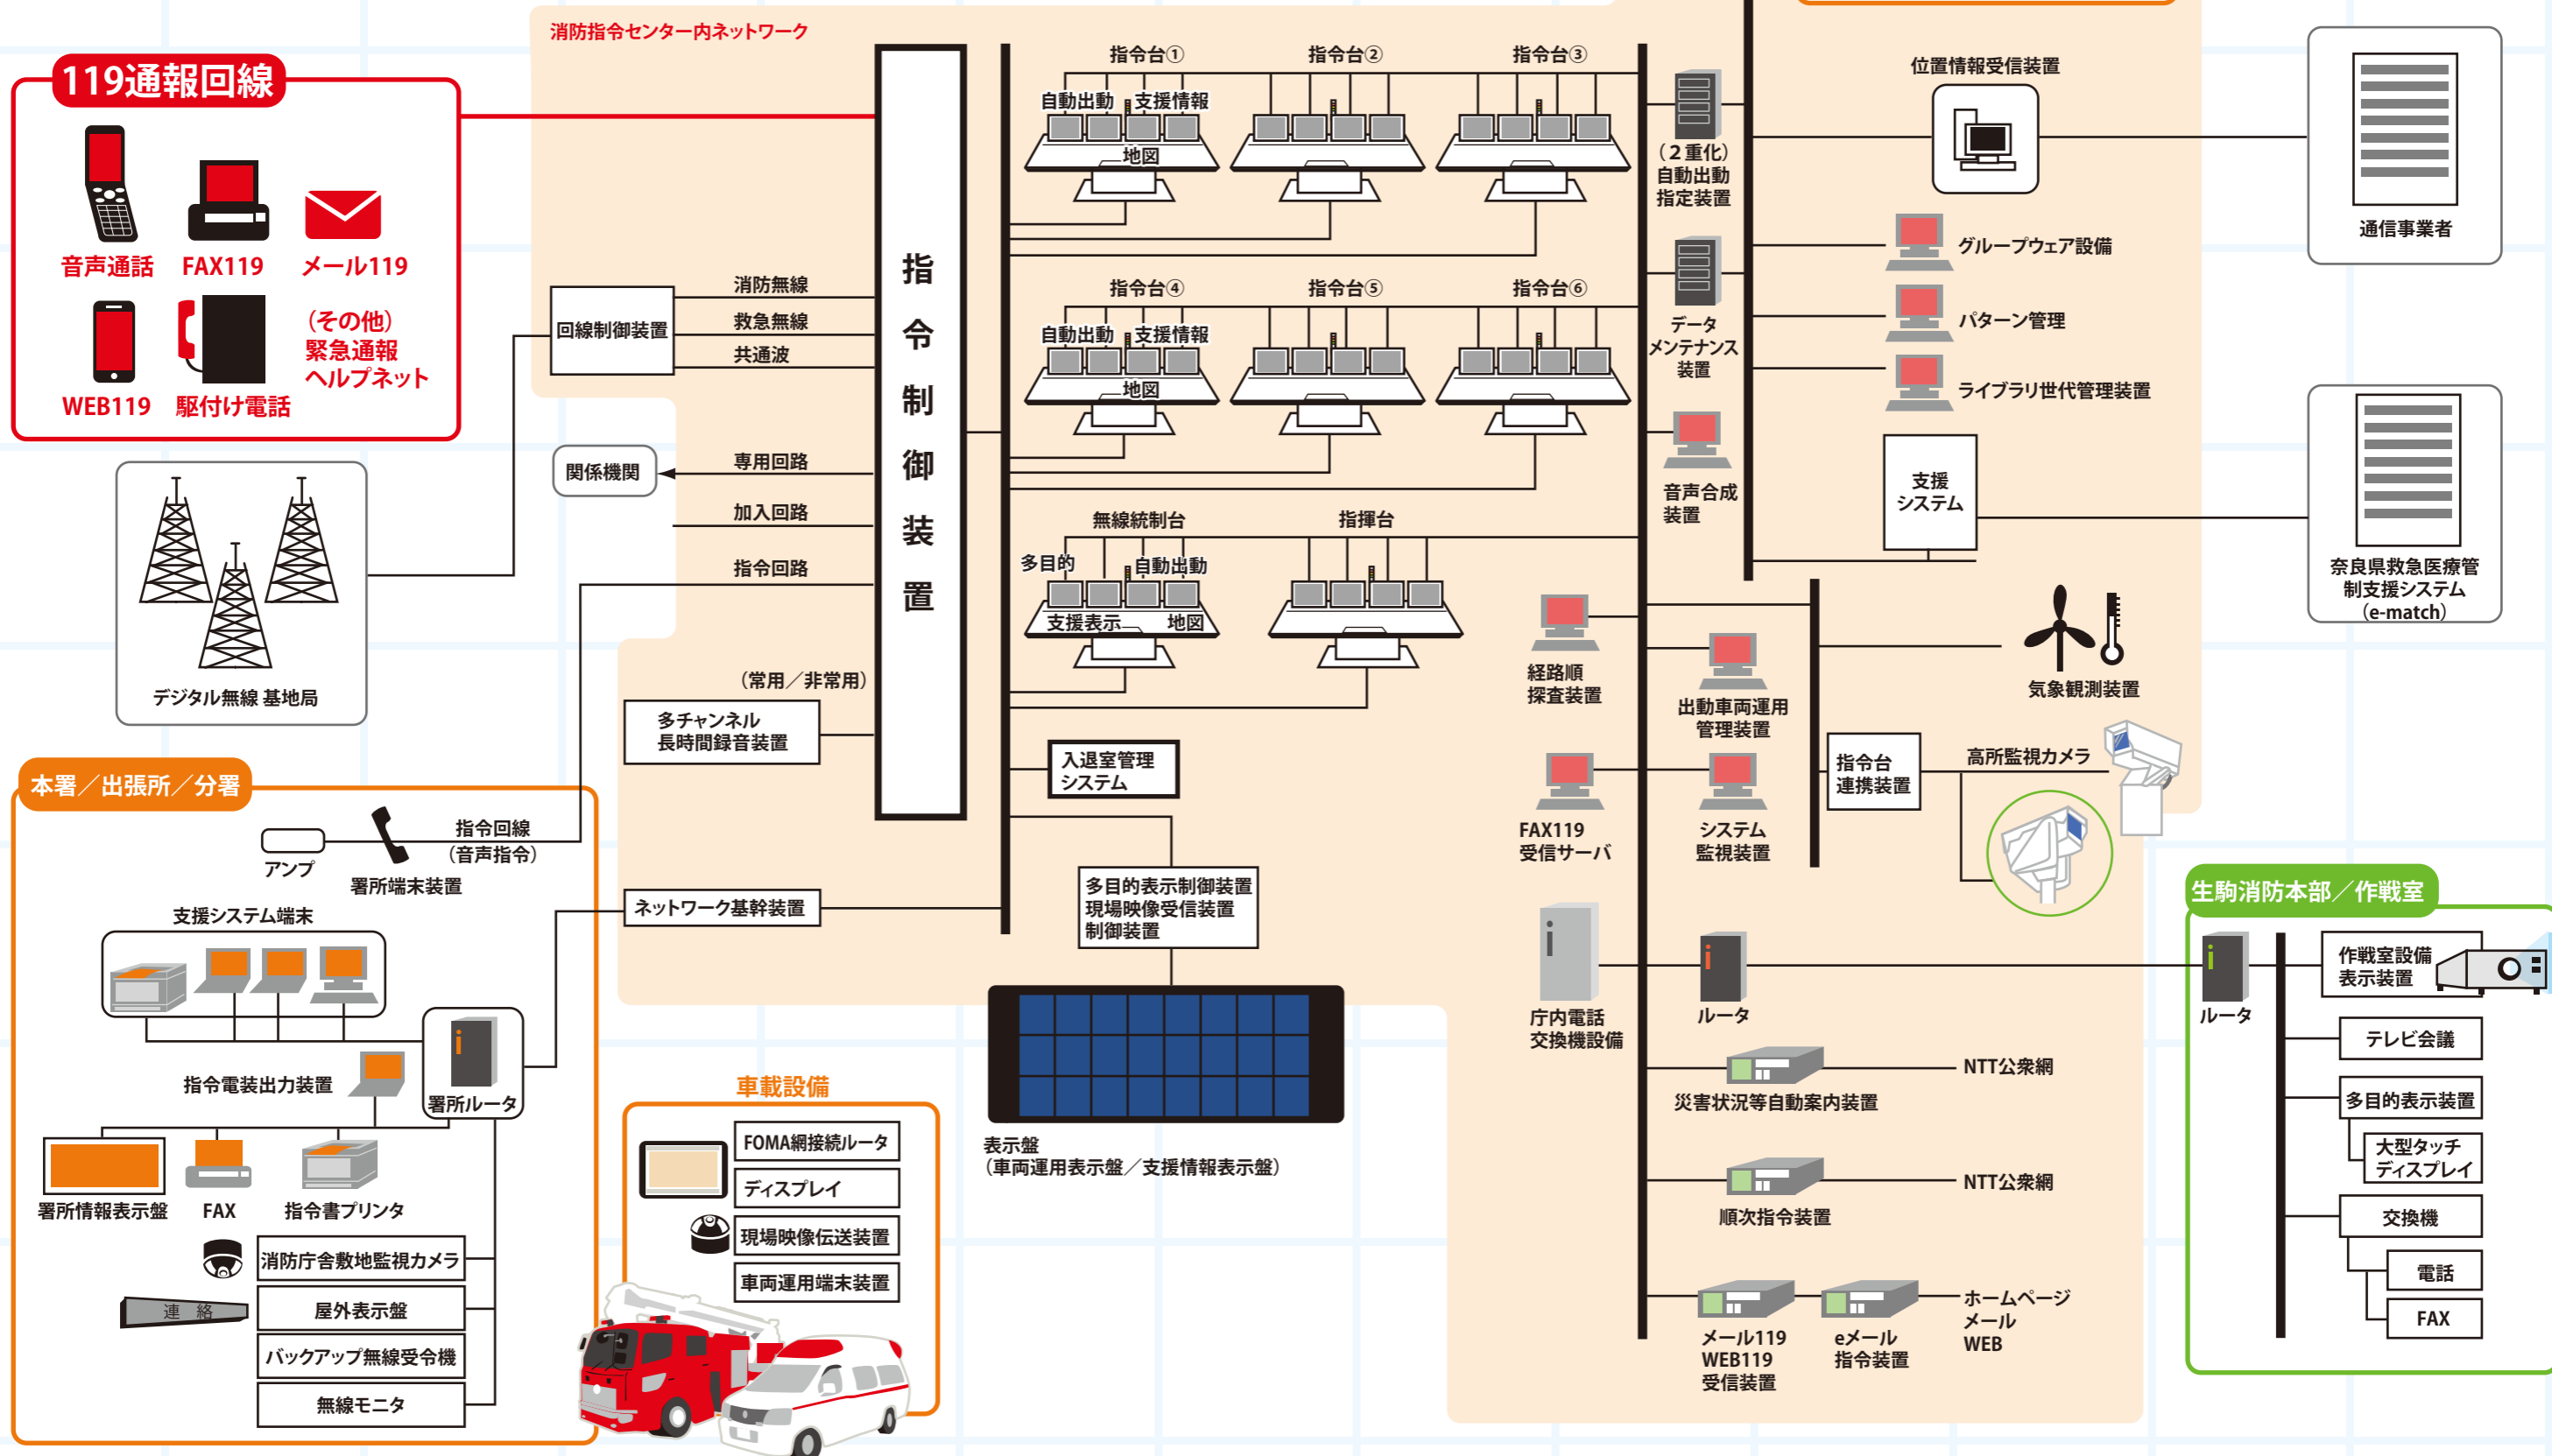 消防指令センター内ネットワーク
119通報回線
音声通話
FAX119
メール119
WEB119
駆付け電話
（その他）
緊急通報
ヘルプネット
デジタル無線 基地局
回線制御装置
消防無線
救急無線
共通波
関係機関
専用回路
加入回路
指令回路
（常用／非常用）
多チャンネル
長時間録音装置
ネットワーク基幹装置
指令制御装置
指令台①
指令台②
指令台③
自動出動
支援情報
地図
指令台④
指令台⑤
指令台⑥
自動出動
支援情報
地図
無線統制台
指揮台
多目的
自動出動
支援表示
地図
入退室管理
システム
多目的表示制御装置
現場映像受信装置
制御装置
表示盤
（車両運用表示盤／支援情報表示盤）
（２重化）
自動出動
指定装置
データ
メンテナンス
装置
音声合成
装置
経路順
探査装置
出動車両運用
管理装置
FAX119
受信サーバ
システム
監視装置
庁内電話
交換機設備
ルータ
災害状況等自動案内装置
NTT公衆網
順次指令装置
NTT公衆網
メール119
WEB119
受信装置
eメール
指令装置
ホームページ
メール
WEB
位置情報受信装置
グループウェア設備
パターン管理
ライブラリ世代管理装置
支援
システム
気象観測装置
指令台
連携装置
高所監視カメラ
通信事業者
奈良県救急医療管
制支援システム
（e-match）
生駒消防本部／作戦室
ルータ
作戦室設備
表示装置
テレビ会議
多目的表示装置
大型タッチ
ディスプレイ
交換機
電話
FAX
本署／出張所／分署
アンプ
署所端末装置
指令回線
（音声指令）
支援システム端末
指令電装出力装置
署所ルータ
署所情報表示盤
FAX
指令書プリンタ
消防庁舎敷地監視カメラ
連 絡
屋外表示盤
バックアップ無線受令機
無線モニタ
車載設備
FOMA網接続ルータ
ディスプレイ
現場映像伝送装置
車両運用端末装置